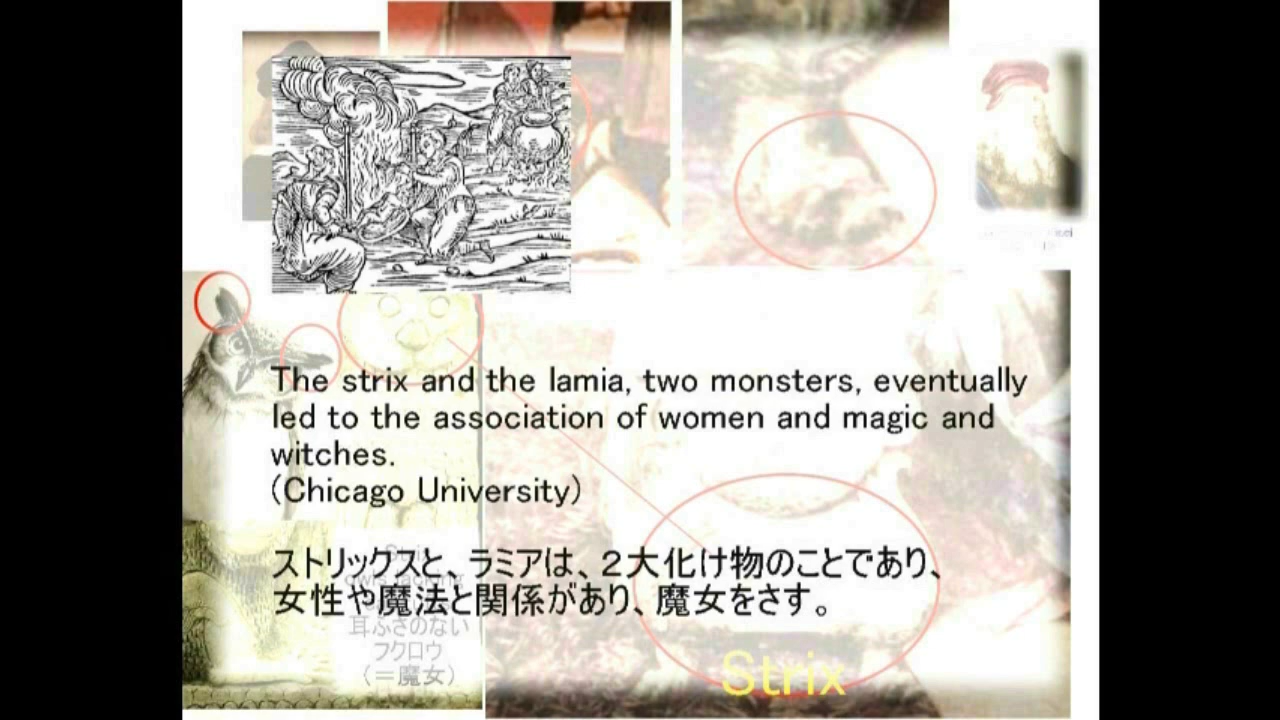 The strix and the lamia, two monsters, eventually
led to the association of women and magic and
witches.
(Chicago University)
ストリックスと、ラミアは、２大化け物のことであり、
女性や魔法と関係があり、魔女をさす。
耳ふさのない
フクロウ
（＝魔女）
Strix